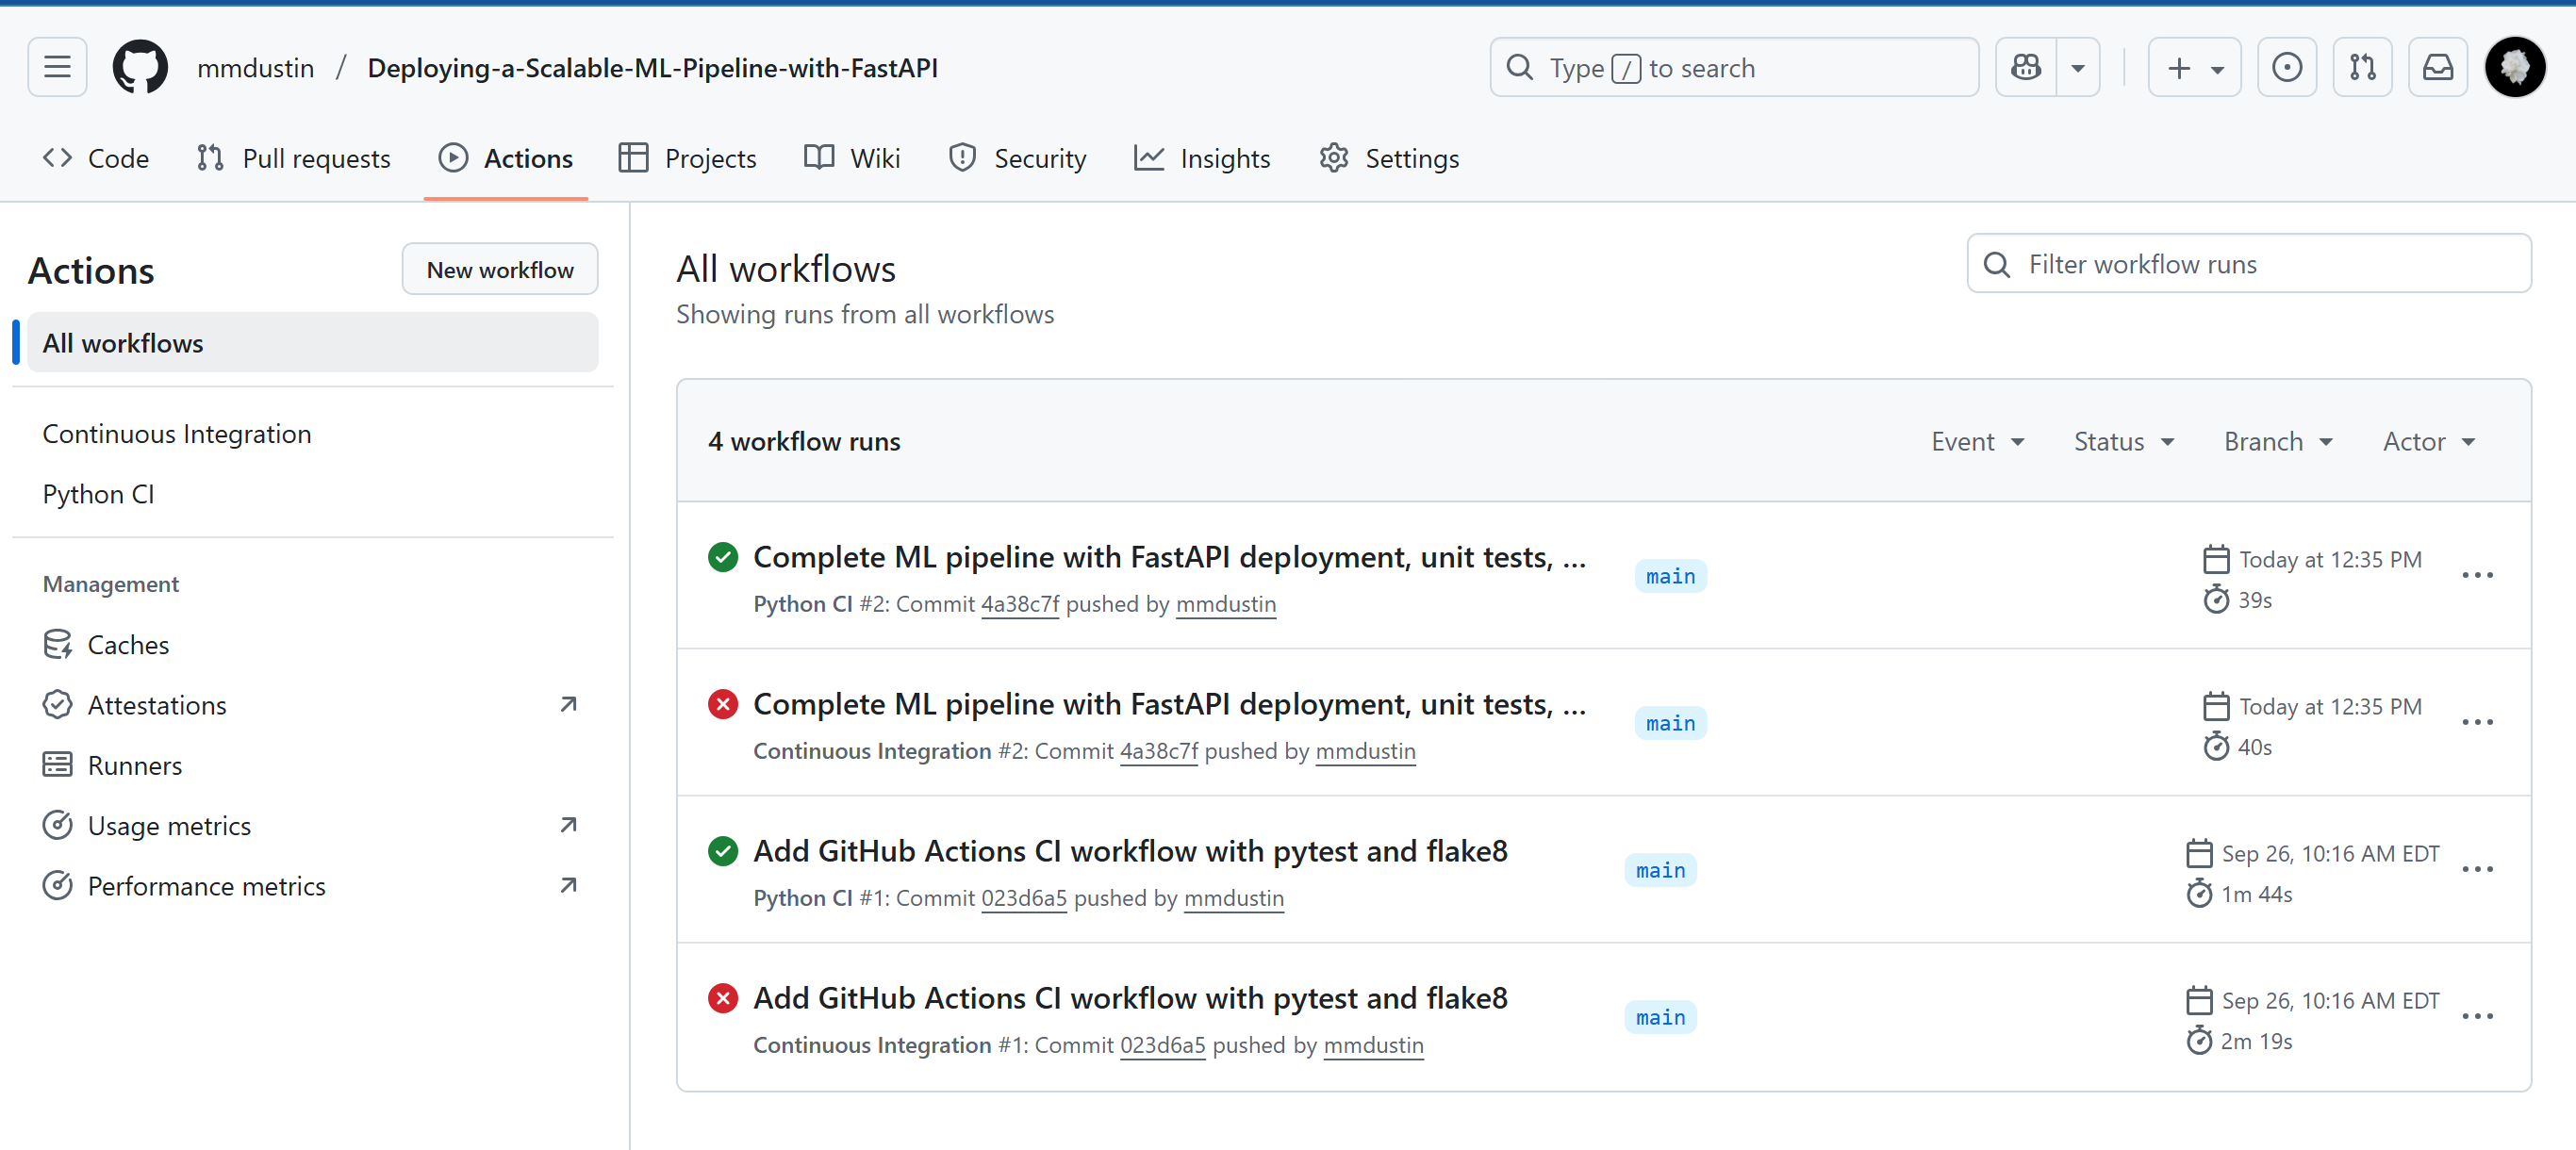 mmdustin / Deploying-a-Scalable-ML-Pipeline-with-FastAPI
Type / to search
Code
Pull requests
Actions
Projects
Wiki
Security
Insights
Settings
Actions
New workflow
All workflows
Continuous Integration
Python CI
Management
Caches
Attestations
Runners
Usage metrics
Performance metrics
All workflows
Showing runs from all workflows
Filter workflow runs
4 workflow runs
Event
Status
Branch
Actor
Complete ML pipeline with FastAPI deployment, unit tests, ...
Python CI #2: Commit 4a38c7f pushed by mmdustin
main
Today at 12:35 PM
39s
Complete ML pipeline with FastAPI deployment, unit tests, ...
Continuous Integration #2: Commit 4a38c7f pushed by mmdustin
main
Today at 12:35 PM
40s
Add GitHub Actions CI workflow with pytest and flake8
Python CI #1: Commit 023d6a5 pushed by mmdustin
main
Sep 26, 10:16 AM EDT
1m 44s
Add GitHub Actions CI workflow with pytest and flake8
Continuous Integration #1: Commit 023d6a5 pushed by mmdustin
main
Sep 26, 10:16 AM EDT
2m 19s